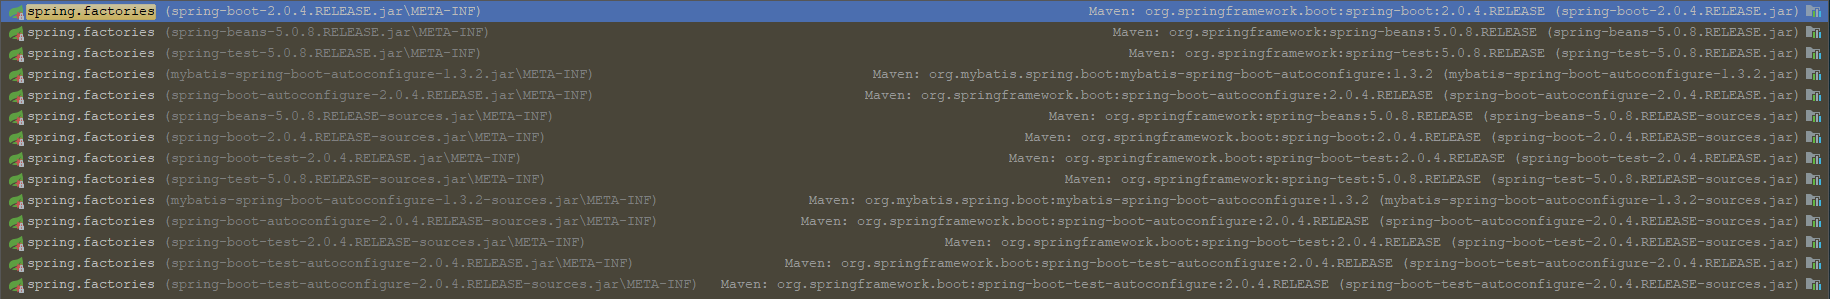 spring.factories (spring-boot-2.0.4.RELEASE.jar\META-INF) Maven: org.springframework.boot:spring-boot:2.0.4.RELEASE (spring-boot-2.0.4.RELEASE.jar)
spring.factories (spring-beans-5.0.8.RELEASE.jar\META-INF) Maven: org.springframework:spring-beans:5.0.8.RELEASE (spring-beans-5.0.8.RELEASE.jar)
spring.factories (spring-test-5.0.8.RELEASE.jar\META-INF) Maven: org.springframework:spring-test:5.0.8.RELEASE (spring-test-5.0.8.RELEASE.jar)
spring.factories (mybatis-spring-boot-autoconfigure-1.3.2.jar\META-INF) Maven: org.mybatis.spring.boot:mybatis-spring-boot-autoconfigure:1.3.2 (mybatis-spring-boot-autoconfigure-1.3.2.jar)
spring.factories (spring-boot-autoconfigure-2.0.4.RELEASE.jar\META-INF) Maven: org.springframework.boot:spring-boot-autoconfigure:2.0.4.RELEASE (spring-boot-autoconfigure-2.0.4.RELEASE.jar)
spring.factories (spring-beans-5.0.8.RELEASE-sources.jar\META-INF) Maven: org.springframework:spring-beans:5.0.8.RELEASE (spring-beans-5.0.8.RELEASE-sources.jar)
spring.factories (spring-boot-2.0.4.RELEASE-sources.jar\META-INF) Maven: org.springframework.boot:spring-boot:2.0.4.RELEASE (spring-boot-2.0.4.RELEASE-sources.jar)
spring.factories (spring-boot-test-2.0.4.RELEASE.jar\META-INF) Maven: org.springframework.boot:spring-boot-test:2.0.4.RELEASE (spring-boot-test-2.0.4.RELEASE.jar)
spring.factories (spring-test-5.0.8.RELEASE-sources.jar\META-INF) Maven: org.springframework:spring-test:5.0.8.RELEASE (spring-test-5.0.8.RELEASE-sources.jar)
spring.factories (mybatis-spring-boot-autoconfigure-1.3.2-sources.jar\META-INF) Maven: org.mybatis.spring.boot:mybatis-spring-boot-autoconfigure:1.3.2 (mybatis-spring-boot-autoconfigure-1.3.2-sources.jar)
spring.factories (spring-boot-autoconfigure-2.0.4.RELEASE-sources.jar\META-INF) Maven: org.springframework.boot:spring-boot-autoconfigure:2.0.4.RELEASE (spring-boot-autoconfigure-2.0.4.RELEASE-sources.jar)
spring.factories (spring-boot-test-2.0.4.RELEASE-sources.jar\META-INF) Maven: org.springframework.boot:spring-boot-test:2.0.4.RELEASE (spring-boot-test-2.0.4.RELEASE-sources.jar)
spring.factories (spring-boot-test-autoconfigure-2.0.4.RELEASE.jar\META-INF) Maven: org.springframework.boot:spring-boot-test-autoconfigure:2.0.4.RELEASE (spring-boot-test-autoconfigure-2.0.4.RELEASE.jar)
spring.factories (spring-boot-test-autoconfigure-2.0.4.RELEASE-sources.jar\META-INF) Maven: org.springframework.boot:spring-boot-test-autoconfigure:2.0.4.RELEASE (spring-boot-test-autoconfigure-2.0.4.RELEASE-sources.jar)